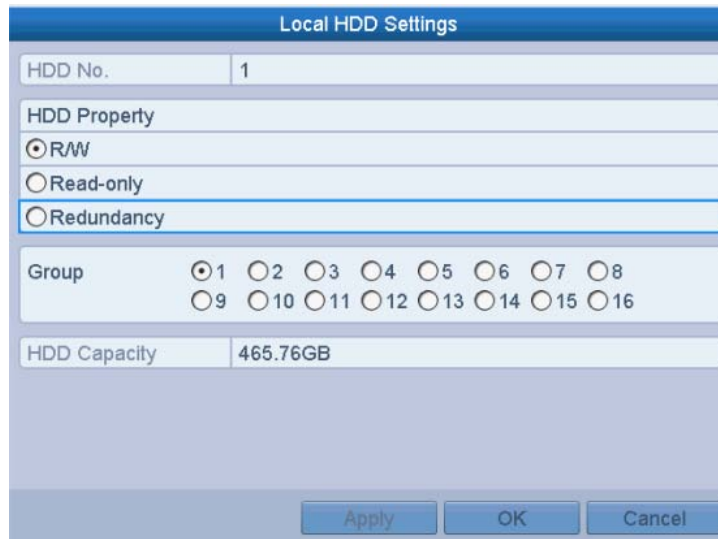 Local HDD Settings
HDD No. 1
HDD Property
R/W
Read-only
Redundancy
Group 1 2 3 4 5 6 7 8
9 10 11 12 13 14 15 16
HDD Capacity 465.76GB
Apply OK Cancel